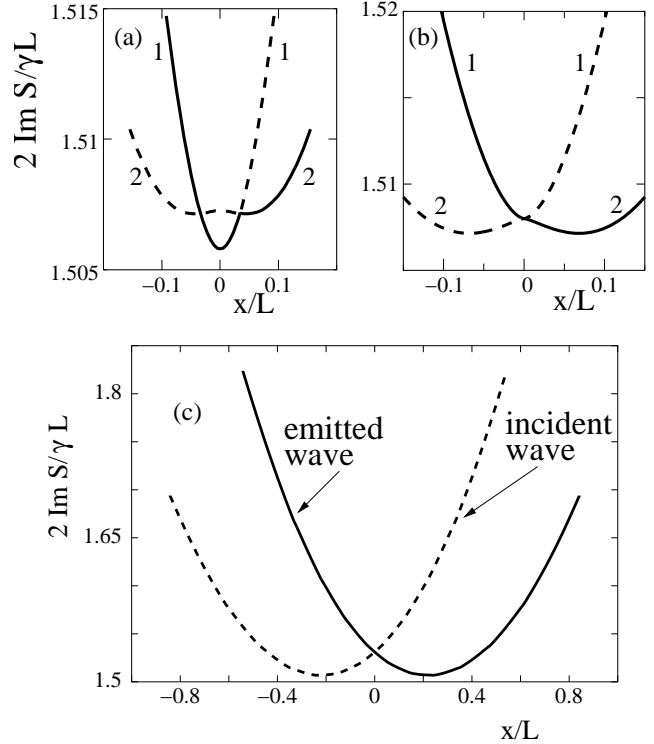 (a)
(b)
2 Im S/γL
1.515
1.51
1.505
1
1
2
2
−0.1
0
0.1
x/L
1.52
1.51
1
1
2
2
−0.1
0
0.1
x/L
(c)
2 Im S/γ L
1.8
1.65
1.5
emitted
wave
incident
wave
−0.8
−0.4
0
0.4
0.8
x/L